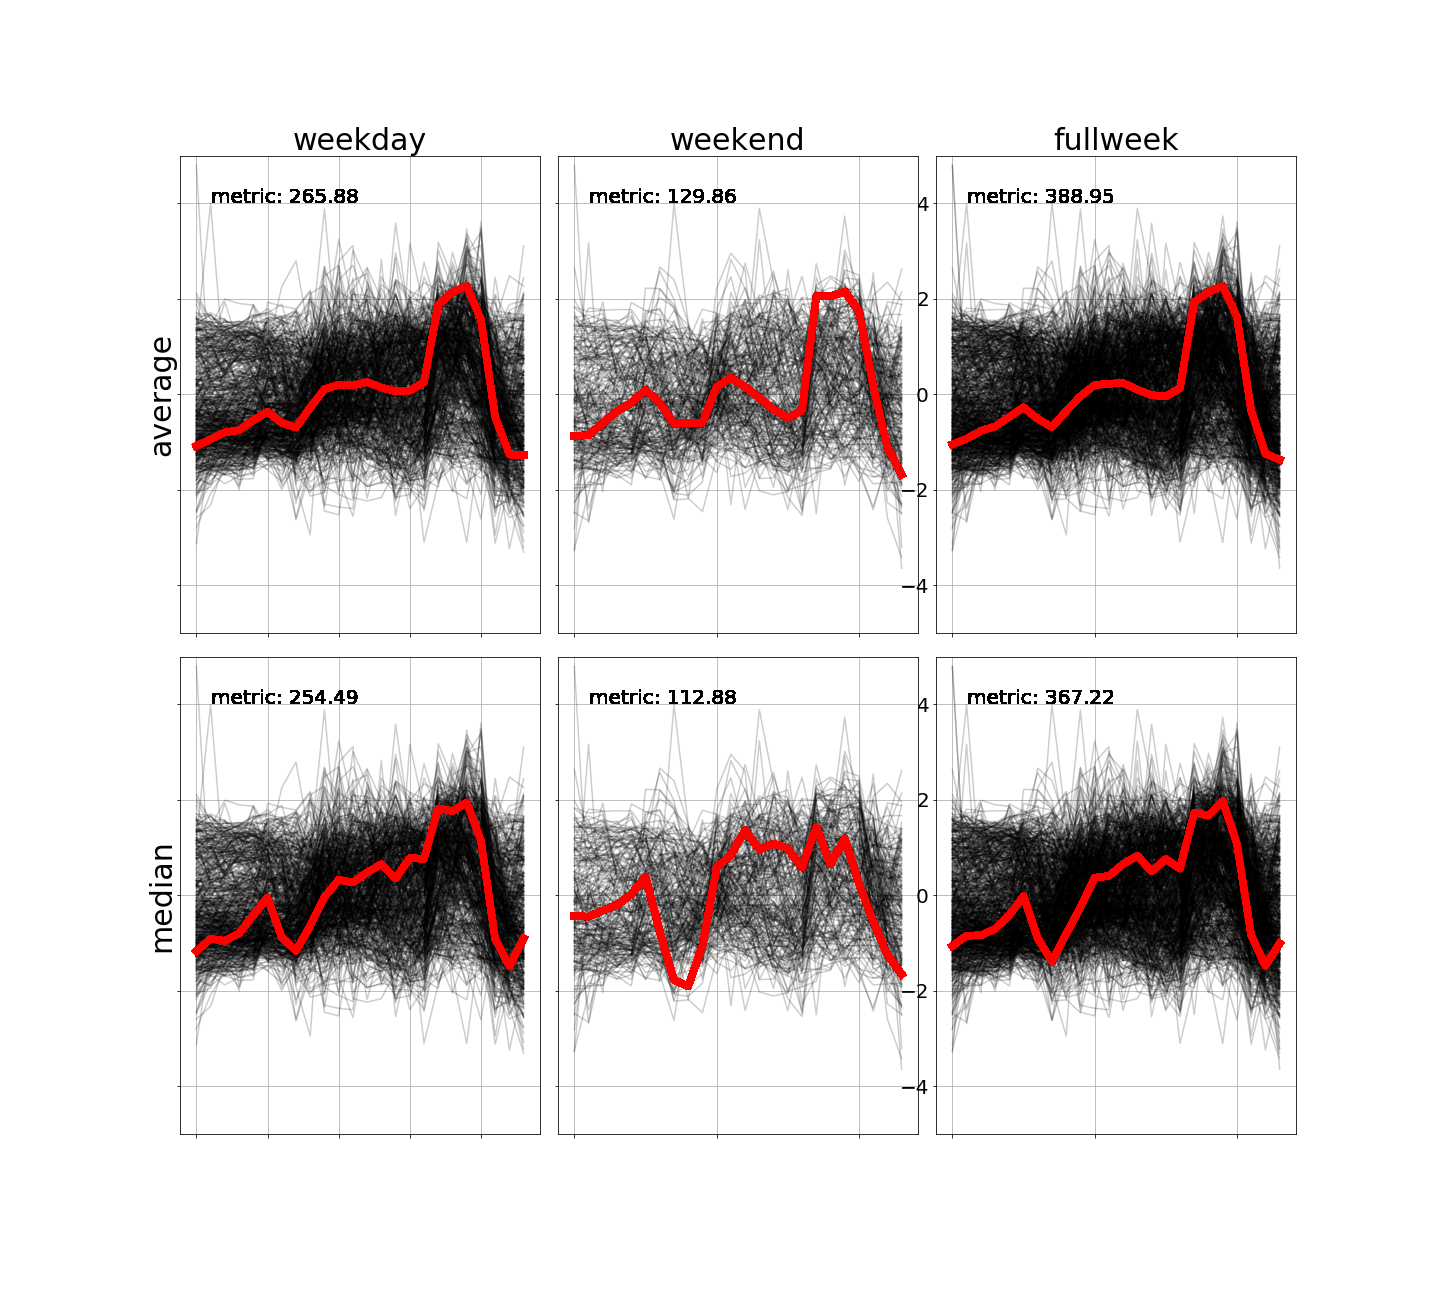 weekday weekend fullweek
metric: 265.88 metric: 129.86 metric: 388.95
4
2
0
−2
−4
average
metric: 254.49 metric: 112.88 metric: 367.22
4
2
0
−2
−4
median